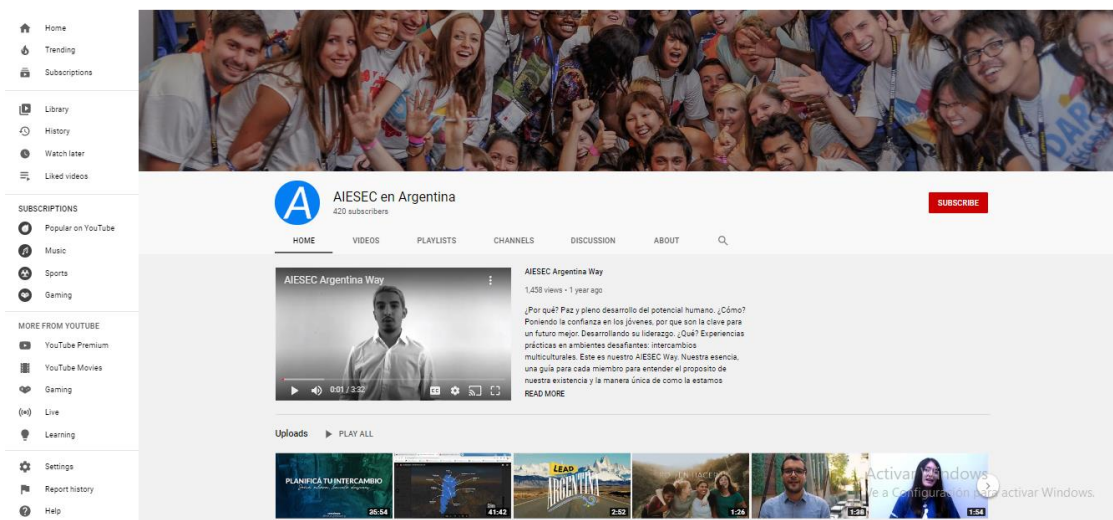 Home
Trending
Subscriptions
Library
History
Watch later
Liked videos
SUBSCRIPTIONS
Popular on YouTube
Music
Sports
Gaming
MORE FROM YOUTUBE
YouTube Premium
YouTube Movies
Gaming
Live
Learning
Settings
Report history
Help
A
AIESEC en Argentina
420 subscribers
SUBSCRIBE
HOME VIDEOS PLAYLISTS CHANNELS DISCUSSION ABOUT
AIESEC Argentina Way
0:01 / 3:32
AIESEC Argentina Way
1,458 views • 1 year ago
¿Por qué? Paz y pleno desarrollo del potencial humano. ¿Cómo?
Poniendo la confianza en los jóvenes, por que son la clave para
un futuro mejor. Desarrollando su liderazgo. ¿Qué? Experiencias
prácticas en ambientes desafiantes: intercambios
multiculturales. Este es nuestro AIESEC Way. Nuestra esencia,
una guía para cada miembro para entender el proposito de
nuestra existencia y la manera única de como la estamos
READ MORE
Uploads PLAY ALL
PLANIFICÁ TU INTERCAMBIO
35:54
41:42
LEAD
ARGENTINA
2:52
1:26
1:38
1:54
Activar Windows
Ve a Configuración para activar Windows.